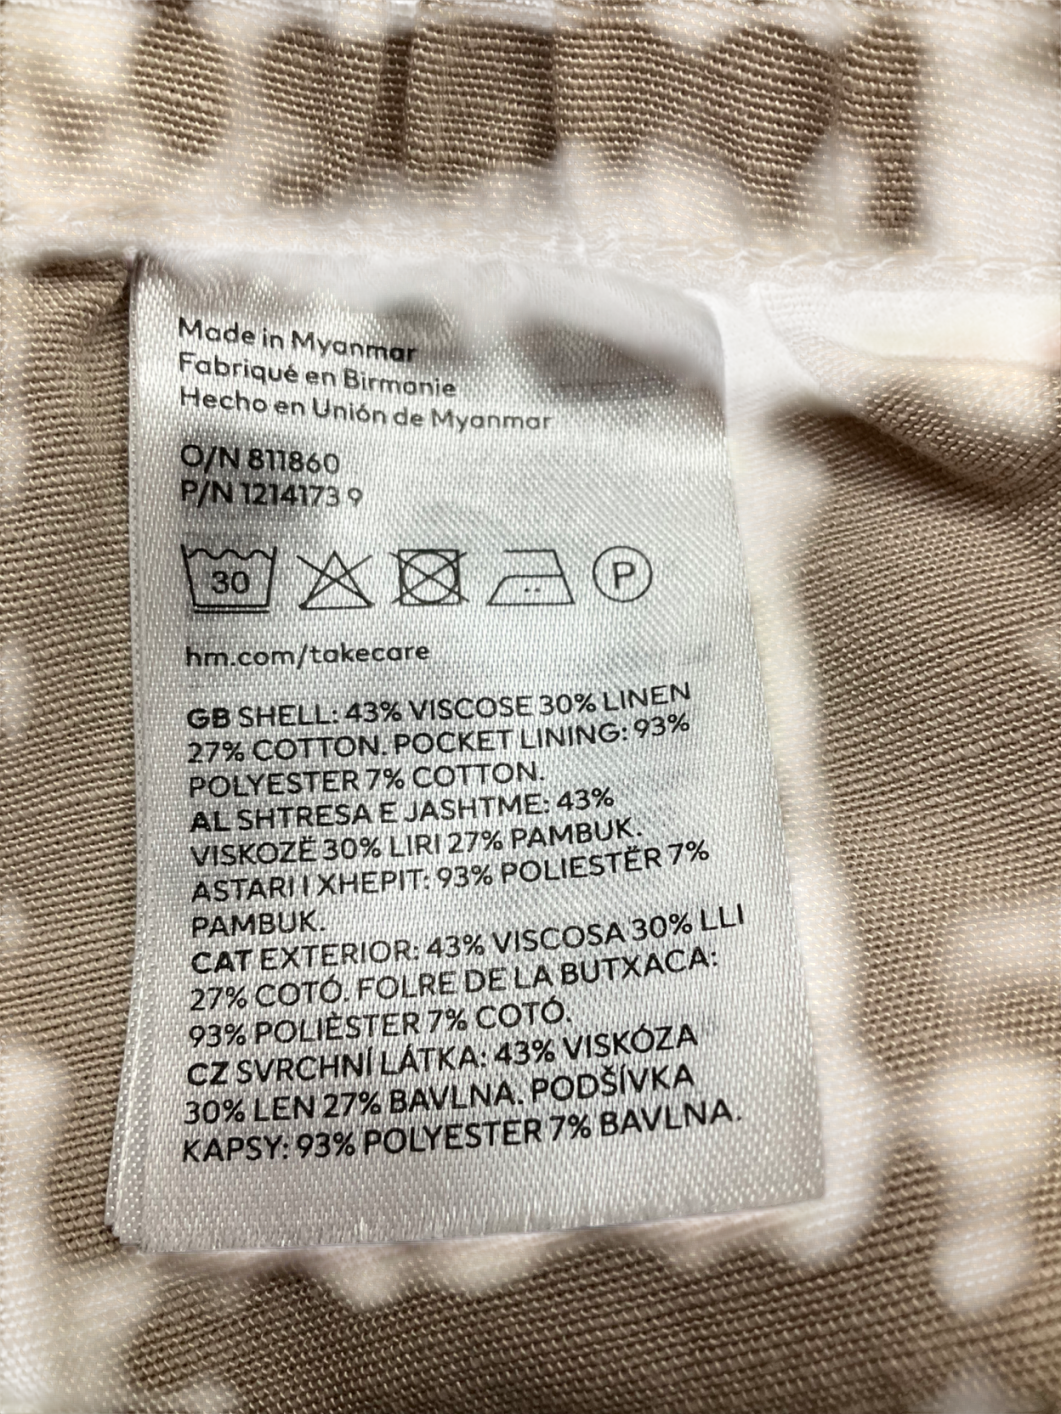 Made in Myanmar
Fabriqué en Birmanie
Hecho en Unión de Myanmar
O/N 811860
P/N 1214173 9
30 P
hm.com/takecare
GB SHELL: 43% VISCOSE 30% LINEN
27% COTTON. POCKET LINING: 93%
POLYESTER 7% COTTON.
AL SHTRESA E JASHTME: 43%
VISKOZË 30% LIRI 27% PAMBUK.
ASTARI I XHEPIT: 93% POLIESTËR 7%
PAMBUK.
CAT EXTERIOR: 43% VISCOSA 30% LLI
27% COTÓ. FOLRE DE LA BUTXACA:
93% POLIÈSTER 7% COTÓ.
CZ SVRCHNÍ LÁTKA: 43% VISKÓZA
30% LEN 27% BAVLNA. PODŠÍVKA
KAPSY: 93% POLYESTER 7% BAVLNA.